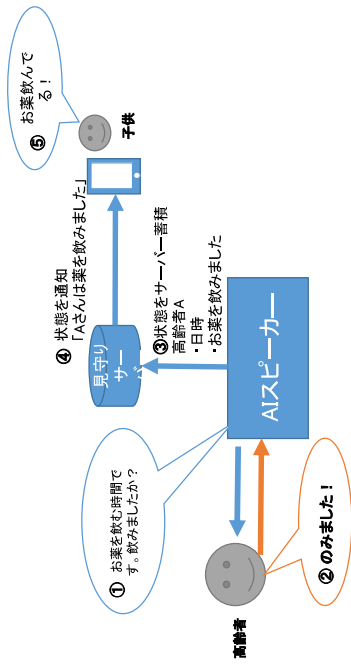 ① お薬を飲む時間で
す。飲みましたか？
② のみました！
高齢者
AIスピーカー
③状態をサーバー蓄積
高齢者A
・日時
・お薬を飲みました
見守り
サー
④ 状態を通知
「Aさんは薬を飲みました」
⑤ お薬飲んで
る！
子供